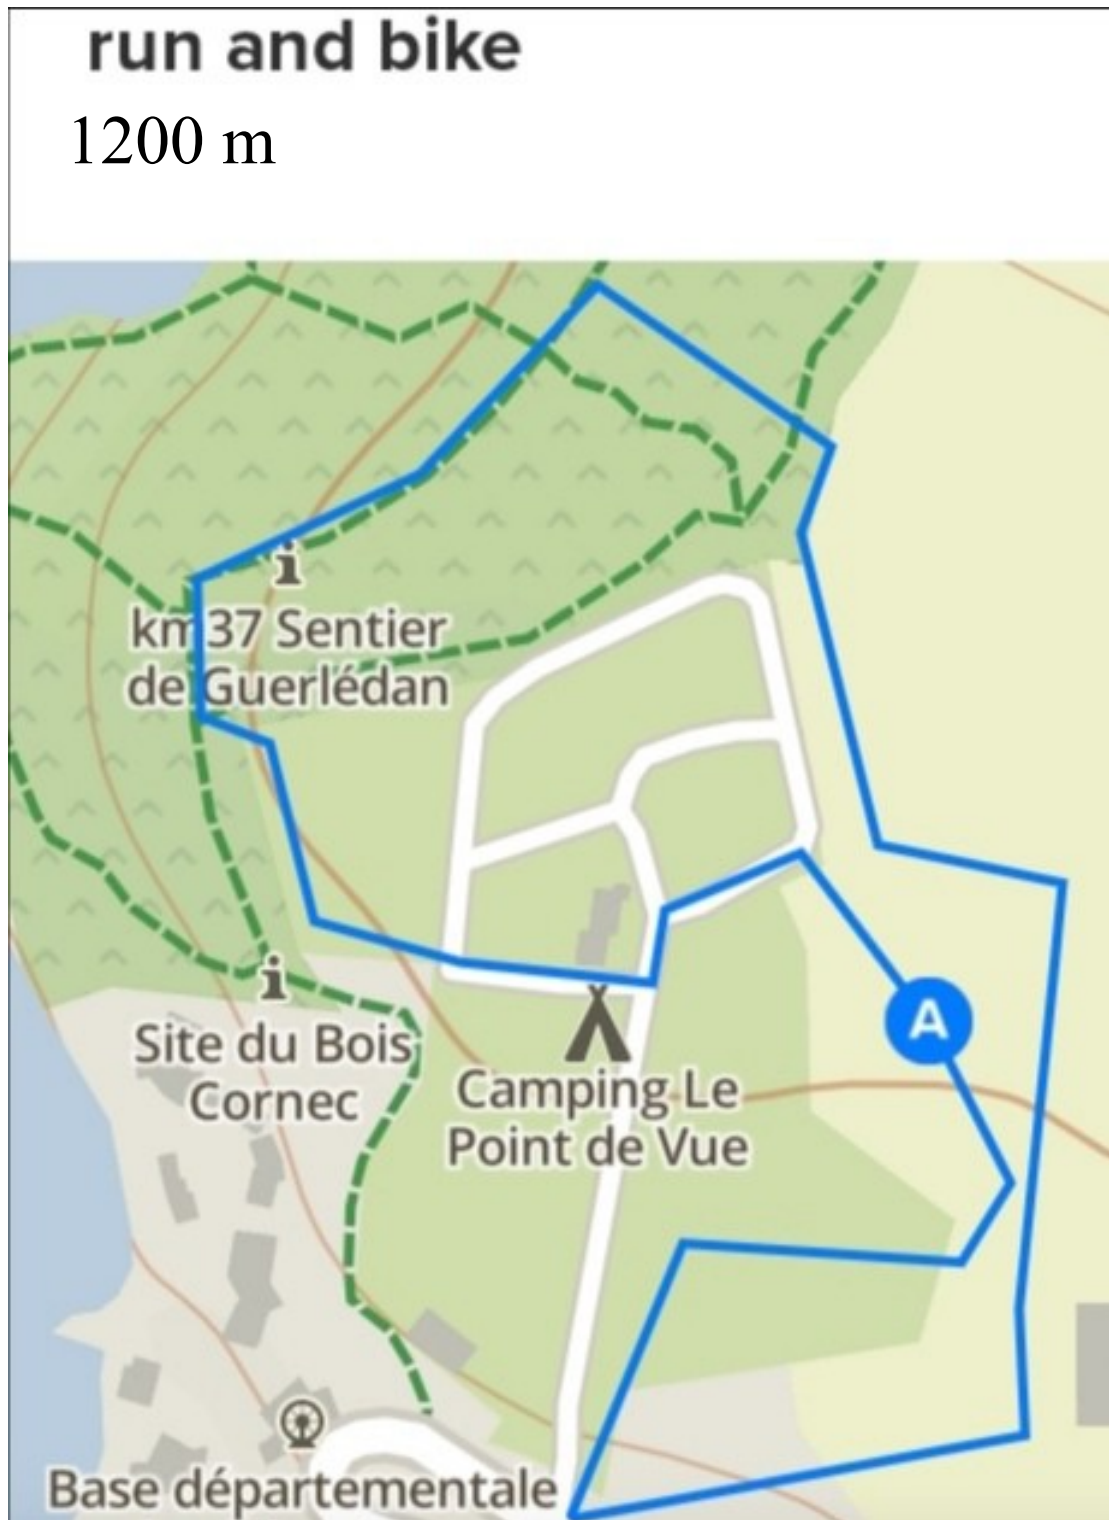 run and bike
1200 m
km 37 Sentier
de Guerlédan
A
Site du Bois
Cornec
Camping Le
Point de Vue
Base départementale